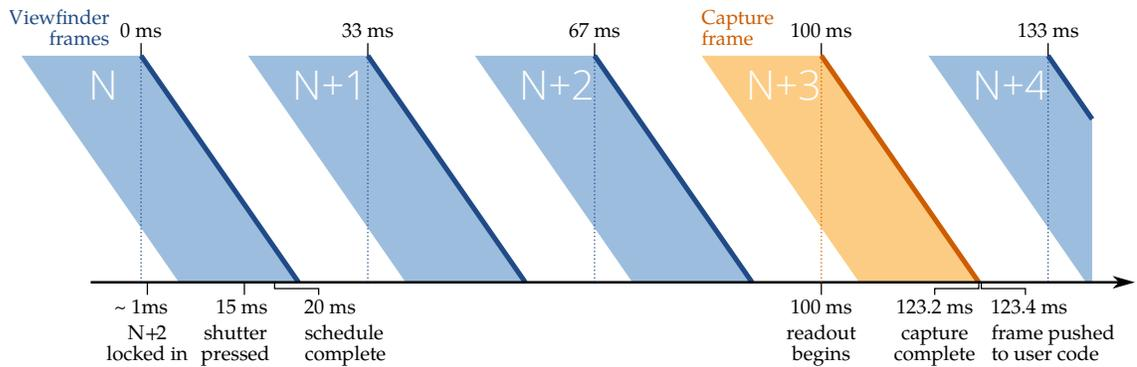 Viewfinder
frames
0 ms
33 ms
67 ms
Capture
frame
100 ms
133 ms
N
N+1
N+2
N+3
N+4
~ 1ms
N+2
locked in
15 ms
shutter
pressed
20 ms
schedule
complete
100 ms
readout
begins
123.2 ms
capture
complete
123.4 ms
frame pushed
to user code